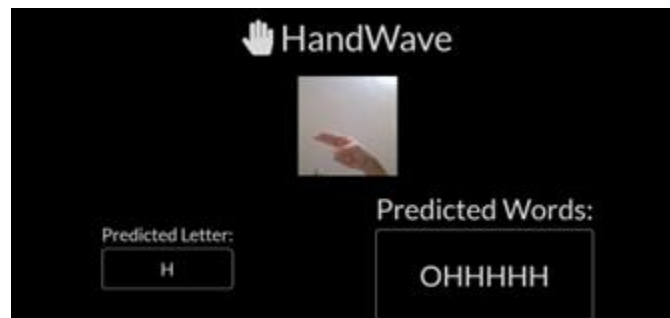 HandWave
Predicted Words:
Predicted Letter:
H
OHHHHH